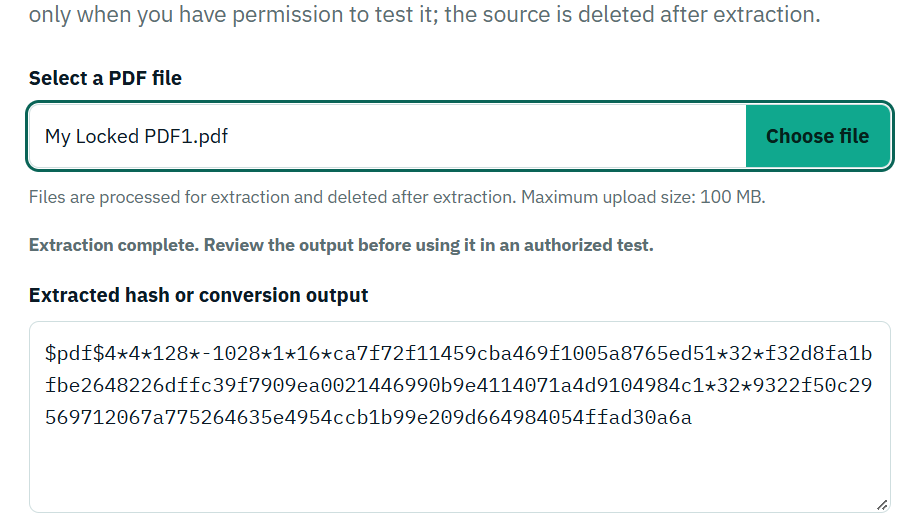 only when you have permission to test it; the source is deleted after extraction.
Select a PDF file
My Locked PDF1.pdf
Choose file
Files are processed for extraction and deleted after extraction. Maximum upload size: 100 MB.
Extraction complete. Review the output before using it in an authorized test.
Extracted hash or conversion output
$pdf$4*4*128*-1028*1*16*ca7f72f11459cba469f1005a8765ed51*32*f32d8fa1b
fbe2648226dffc39f7909ea0021446990b9e4114071a4d9104984c1*32*9322f50c29
569712067a775264635e4954ccb1b99e209d664984054ffad30a6a